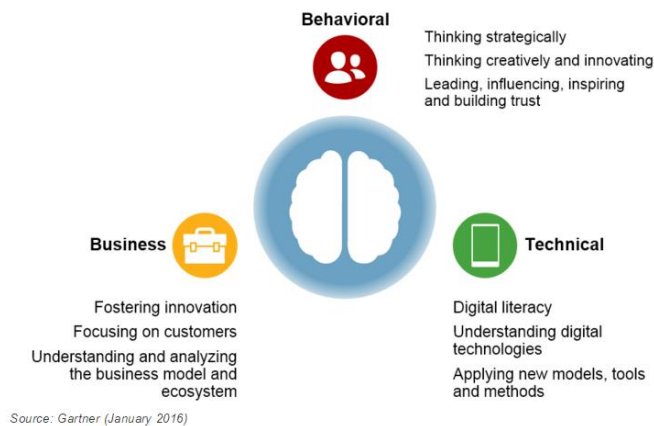 Behavioral
Thinking strategically
Thinking creatively and innovating
Leading, influencing, inspiring
and building trust
Business
Fostering innovation
Focusing on customers
Understanding and analyzing
the business model and
ecosystem
Technical
Digital literacy
Understanding digital
technologies
Applying new models, tools
and methods
Source: Gartner (January 2016)